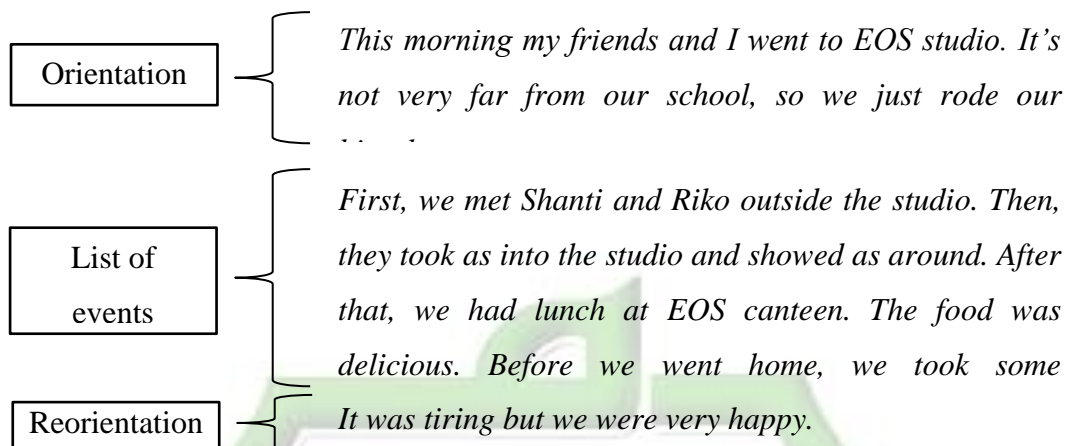 Orientation
This morning my friends and I went to EOS studio. It’s
not very far from our school, so we just rode our
List of
events
First, we met Shanti and Riko outside the studio. Then,
they took as into the studio and showed as around. After
that, we had lunch at EOS canteen. The food was
delicious. Before we went home, we took some
Reorientation
It was tiring but we were very happy.